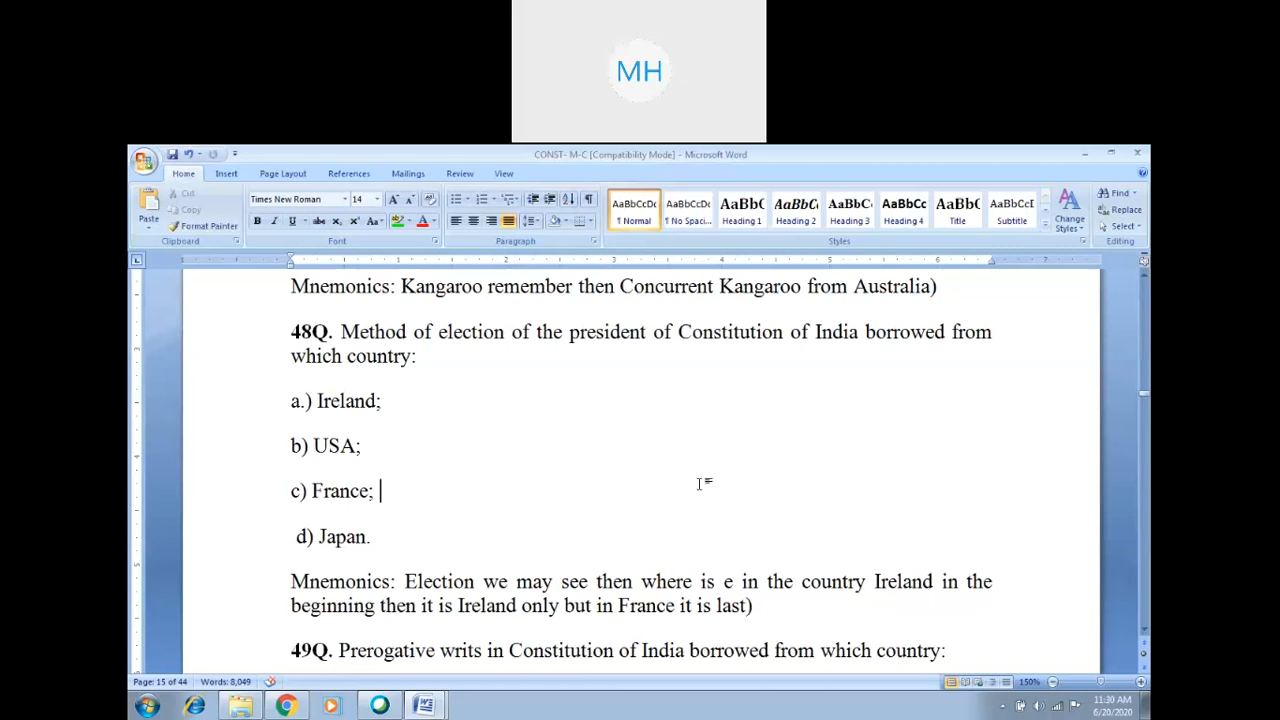 MH
CONST- M-C [Compatibility Mode] - Microsoft Word
Home Insert Page Layout References Mailings Review View
Cut
Copy
Format Painter
Paste
Times New Roman 14
AaBbCcDc AaBbCcDc AaBbC AaBbCc AaBbC AaBbCc AaBbC AaBbCcI
¶ Normal ¶ No Spaci... Heading 1 Heading 2 Heading 3 Heading 4 Title Subtitle
Change Styles
Find
Replace
Select
Clipboard Font Paragraph Styles Editing
Mnemonics: Kangaroo remember then Concurrent Kangaroo from Australia)
48Q. Method of election of the president of Constitution of India borrowed from
which country:
a.) Ireland;
b) USA;
c) France;
d) Japan.
Mnemonics: Election we may see then where is e in the country Ireland in the
beginning then it is Ireland only but in France it is last)
49Q. Prerogative writs in Constitution of India borrowed from which country:
Page: 15 of 44 Words: 8,049 150%
11:30 AM
6/20/2020